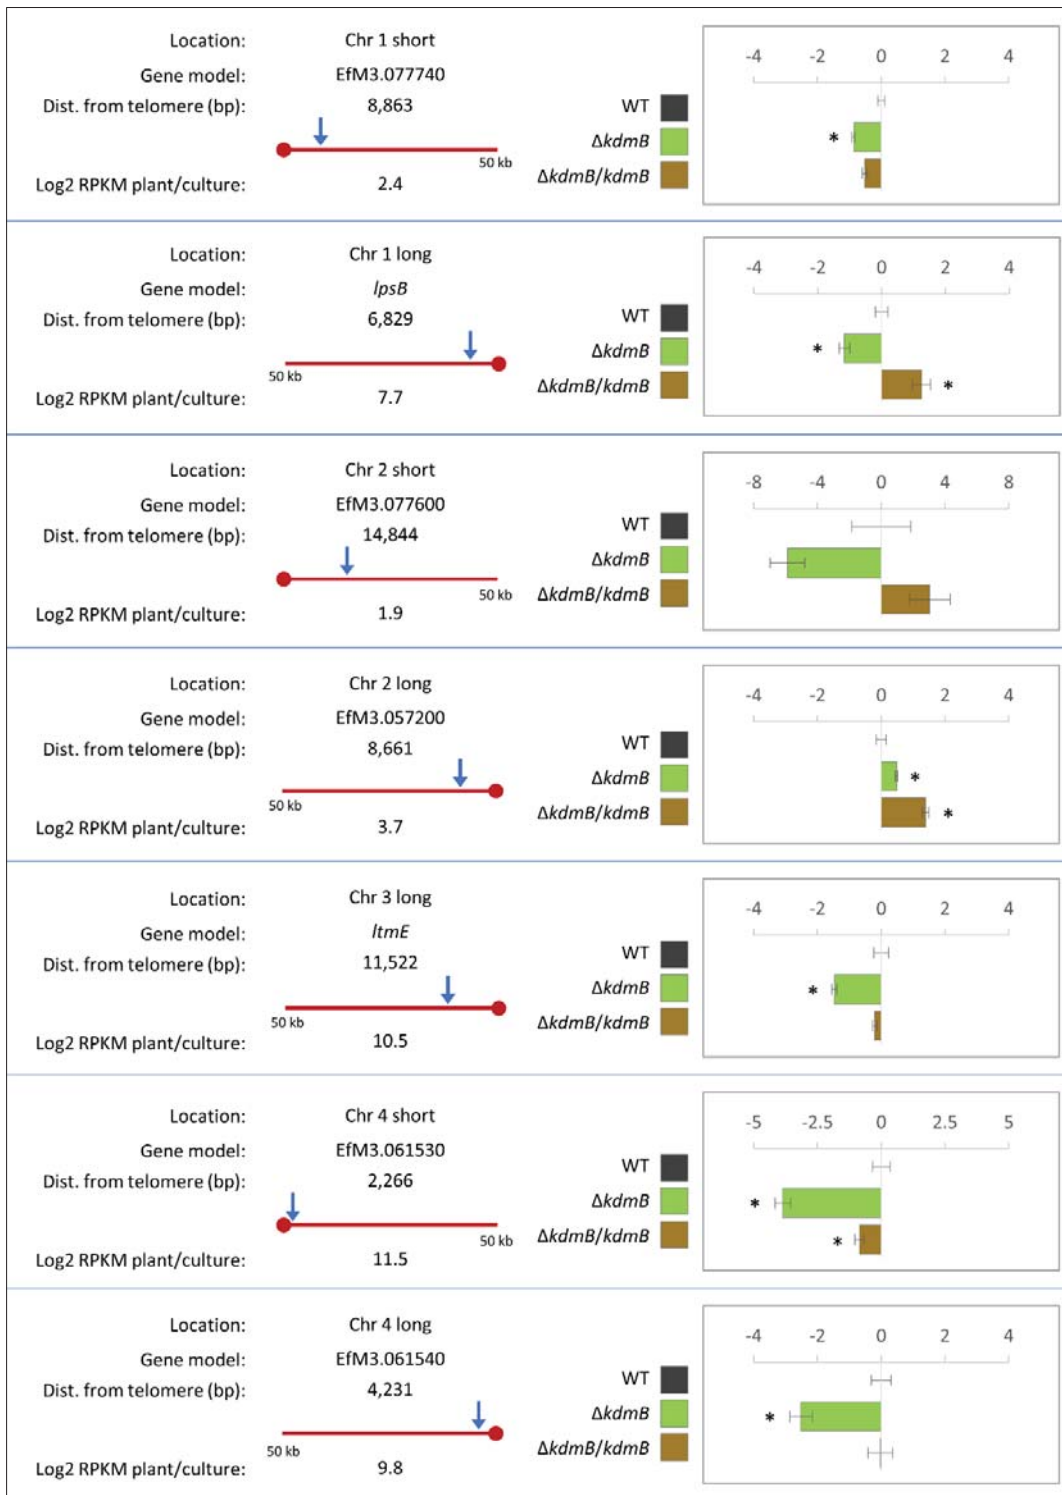 Location: Chr 1 short
-4 -2 0 2 4
Gene model: EfM3.077740
Dist. from telomere (bp): 8,863
WT
ΔkdmB
*
50 kb
ΔkdmB/kdmB
Log2 RPKM plant/culture: 2.4
Location: Chr 1 long
-4 -2 0 2 4
Gene model: lpsB
Dist. from telomere (bp): 6,829
WT
ΔkdmB
*
50 kb
ΔkdmB/kdmB
*
Log2 RPKM plant/culture: 7.7
Location: Chr 2 short
-8 -4 0 4 8
Gene model: EfM3.077600
Dist. from telomere (bp): 14,844
WT
ΔkdmB
50 kb
ΔkdmB/kdmB
Log2 RPKM plant/culture: 1.9
Location: Chr 2 long
-4 -2 0 2 4
Gene model: EfM3.057200
Dist. from telomere (bp): 8,661
WT
ΔkdmB
*
50 kb
ΔkdmB/kdmB
*
Log2 RPKM plant/culture: 3.7
Location: Chr 3 long
-4 -2 0 2 4
Gene model: ltmE
Dist. from telomere (bp): 11,522
WT
ΔkdmB
*
50 kb
ΔkdmB/kdmB
Log2 RPKM plant/culture: 10.5
Location: Chr 4 short
-5 -2.5 0 2.5 5
Gene model: EfM3.061530
Dist. from telomere (bp): 2,266
WT
ΔkdmB
*
50 kb
ΔkdmB/kdmB
*
Log2 RPKM plant/culture: 11.5
Location: Chr 4 long
-4 -2 0 2 4
Gene model: EfM3.061540
Dist. from telomere (bp): 4,231
WT
ΔkdmB
*
50 kb
ΔkdmB/kdmB
Log2 RPKM plant/culture: 9.8